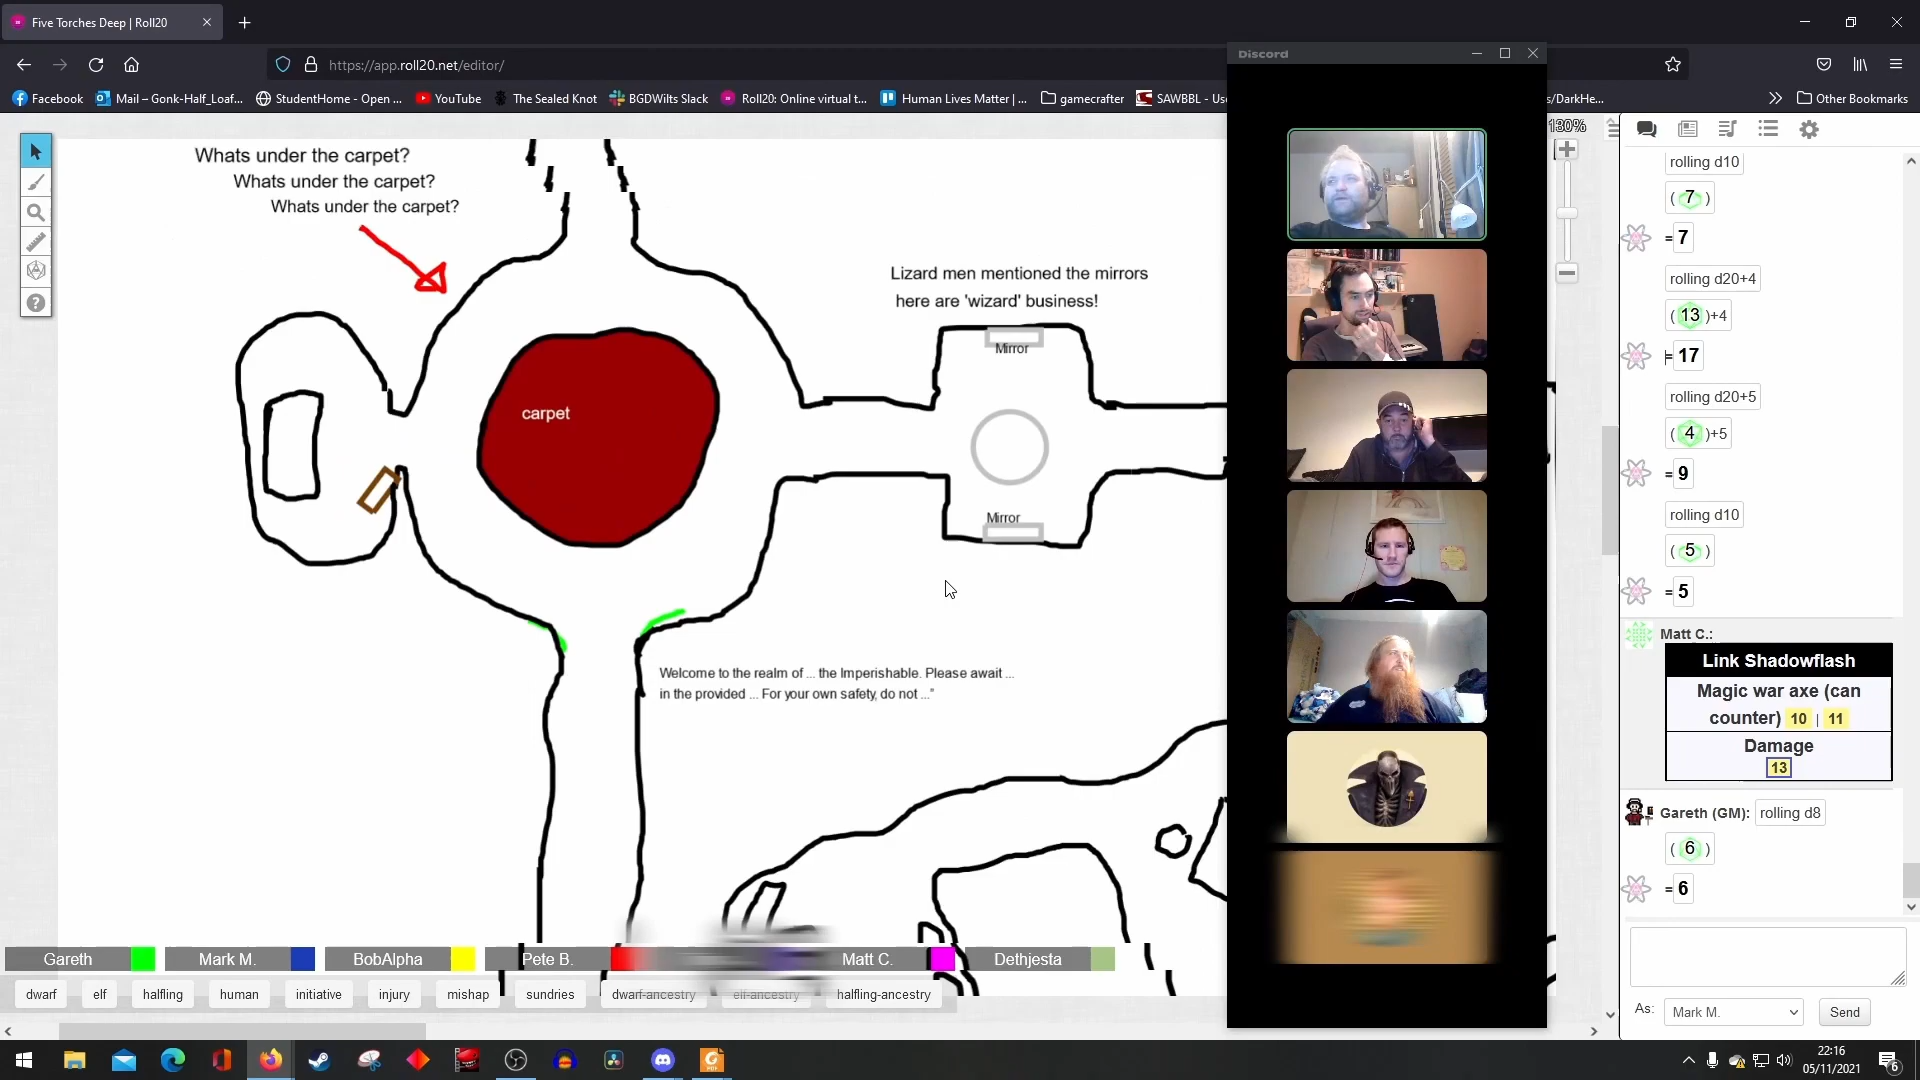 Five Torches Deep | Roll20
https://app.roll20.net/editor/
Facebook
Mail – Gonk-Half_Loaf...
StudentHome - Open ...
YouTube
The Sealed Knot
BGDWilts Slack
Roll20: Online virtual t...
Human Lives Matter | ...
gamecrafter
SAWBBL - Use
s/DarkHe...
Other Bookmarks
Discord
130%
Whats under the carpet?
Whats under the carpet?
Whats under the carpet?
carpet
Lizard men mentioned the mirrors
here are 'wizard' business!
Mirror
Mirror
Welcome to the realm of ... the Imperishable. Please await ...
in the provided ... For your own safety, do not ..."
rolling d10
( 7 )
= 7
rolling d20+4
( 13 )+4
= 17
rolling d20+5
( 4 )+5
= 9
rolling d10
( 5 )
= 5
Matt C.:
Link Shadowflash
Magic war axe (can
counter) 10 | 11
Damage
13
Gareth (GM): rolling d8
( 6 )
= 6
As: Mark M. Send
Gareth
Mark M.
BobAlpha
Pete B.
Matt C.
Dethjesta
dwarf
elf
halfling
human
initiative
injury
mishap
sundries
dwarf-ancestry
elf-ancestry
halfling-ancestry
22:16
05/11/2021
6